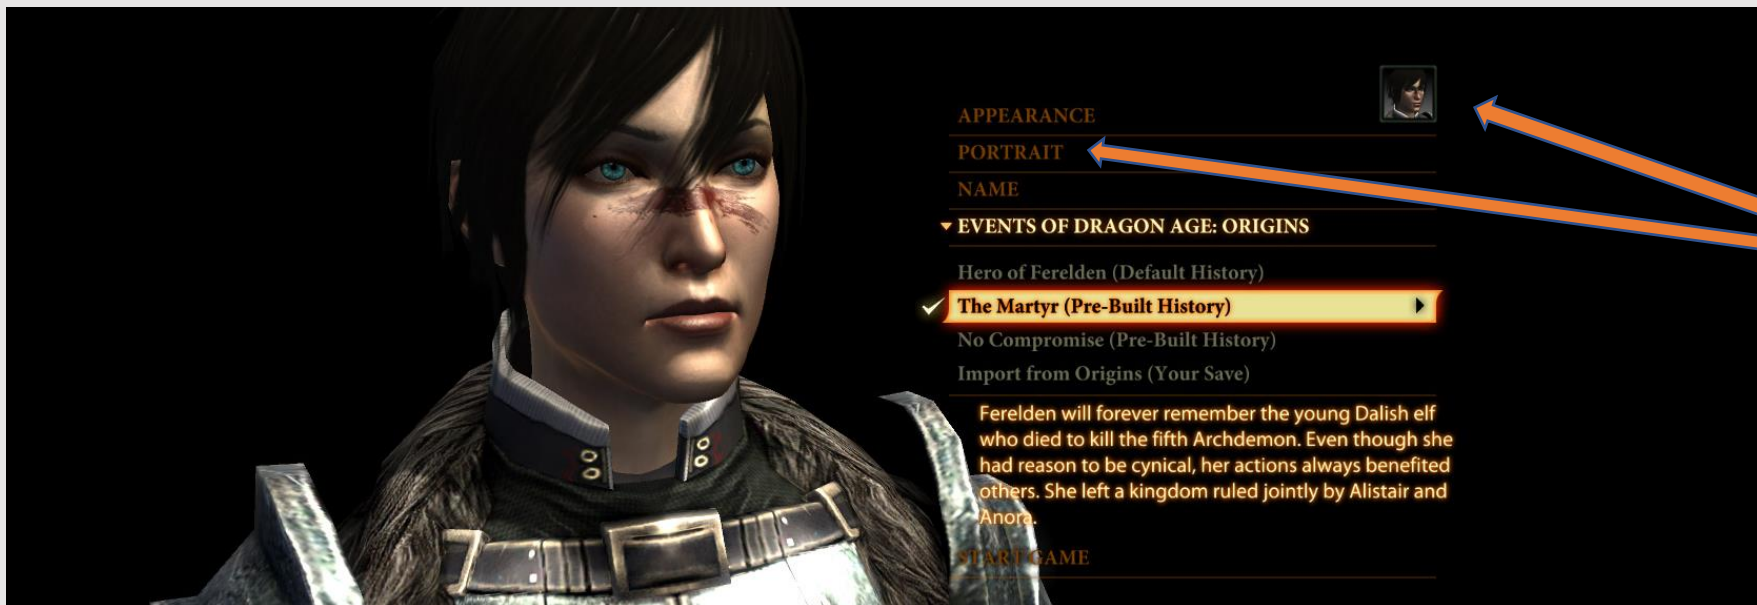 APPEARANCE
PORTRAIT
NAME
EVENTS OF DRAGON AGE: ORIGINS
Hero of Ferelden (Default History)
The Martyr (Pre-Built History)
No Compromise (Pre-Built History)
Import from Origins (Your Save)
Ferelden will forever remember the young Dalish elf
who died to kill the fifth Archdemon. Even though she
had reason to be cynical, her actions always benefited
others. She left a kingdom ruled jointly by Alistair and
Anora.
START GAME